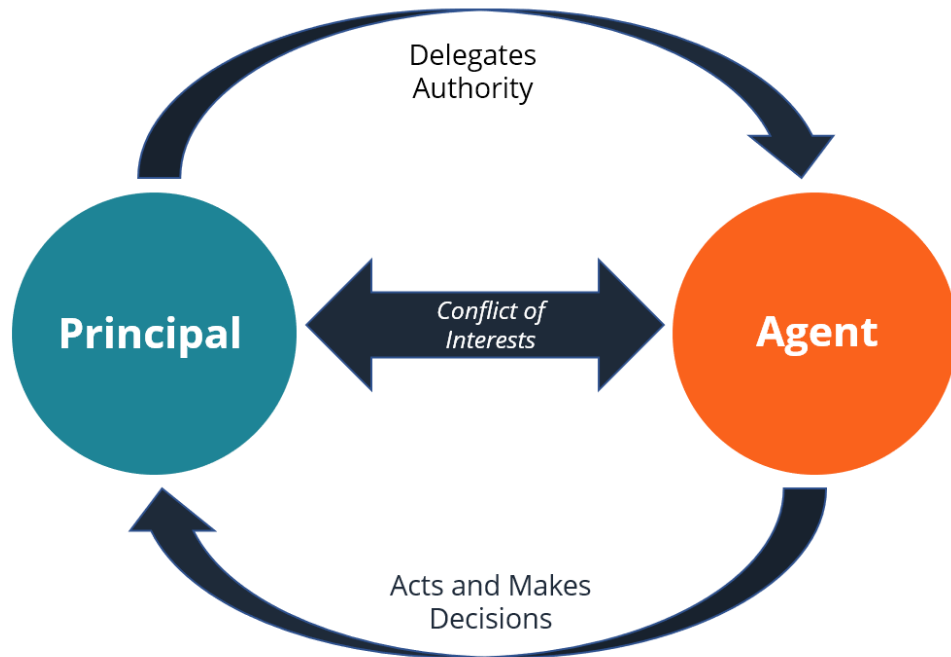 Delegates
Authority
Principal
Conflict of
Interests
Agent
Acts and Makes
Decisions